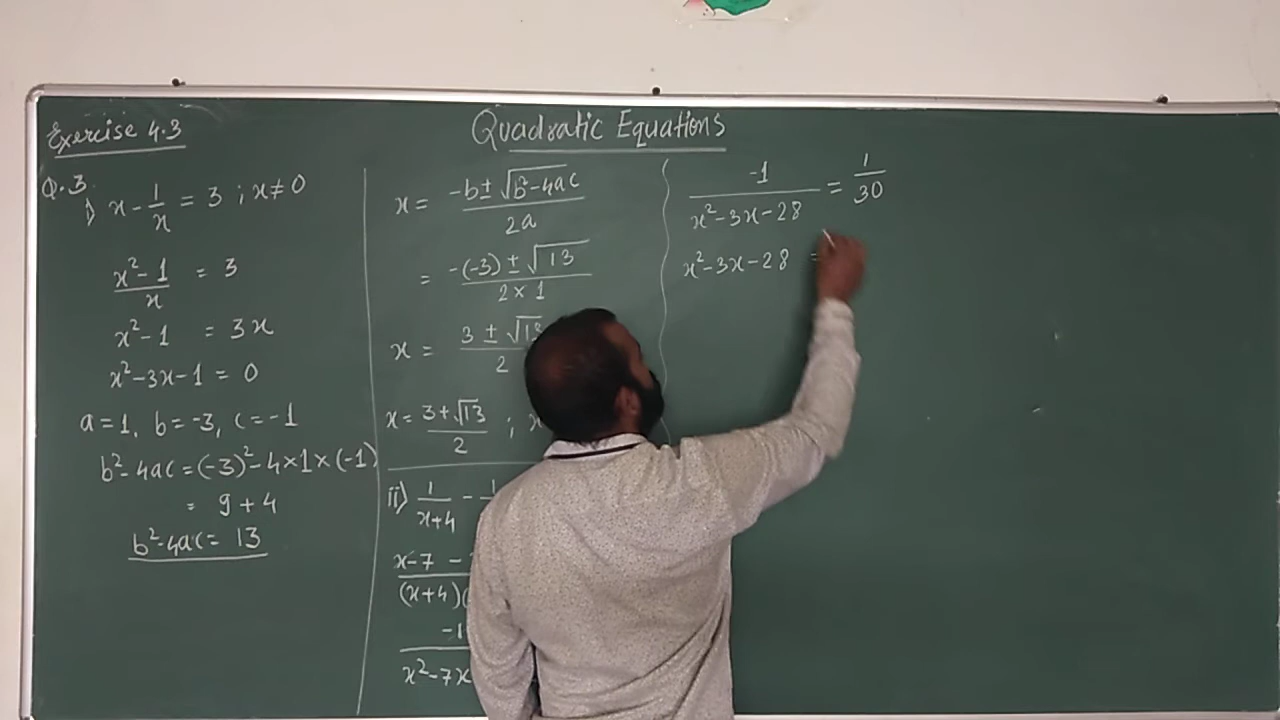 Exercise 4.3
Quadratic Equations
Q.3
i) x - 1/x = 3 ; x ≠ 0
x² - 1 / x = 3
x² - 1 = 3x
x² - 3x - 1 = 0
a = 1, b = -3, c = -1
b² - 4ac = (-3)² - 4 × 1 × (-1)
= 9 + 4
b² - 4ac = 13
x = -b ± √b² - 4ac / 2a
= -(-3) ± √13 / 2 × 1
x = 3 ± √13 / 2
x = 3 + √13 / 2 ; x
ii) 1 / x+4 - 1
x - 7 -
(x+4)(
-1
x² - 7x
-1 / x² - 3x - 28 = 1 / 30
x² - 3x - 28 =